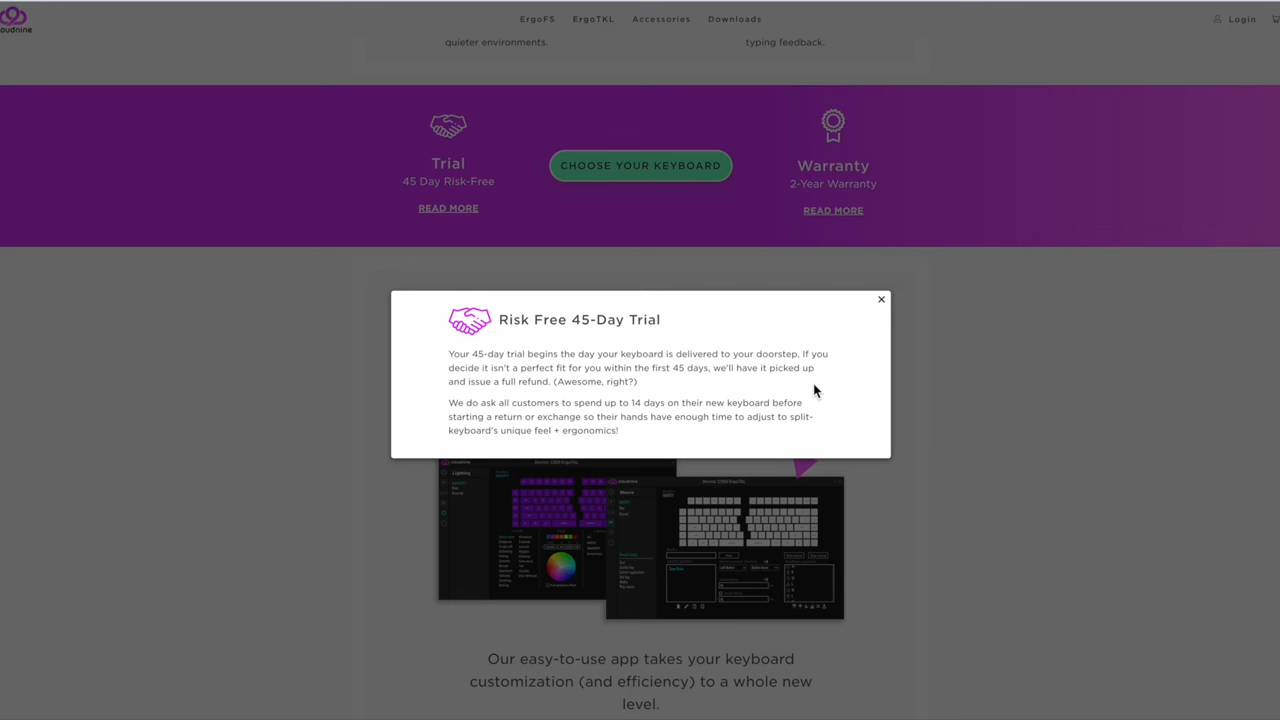 ErgoFS ErgoTKL Accessories Downloads Login
oudnine
quieter environments. typing feedback.
Trial
45 Day Risk-Free
READ MORE
CHOOSE YOUR KEYBOARD
Warranty
2-Year Warranty
READ MORE
×
Risk Free 45-Day Trial
Your 45-day trial begins the day your keyboard is delivered to your doorstep. If you
decide it isn't a perfect fit for you within the first 45 days, we'll have it picked up
and issue a full refund. (Awesome, right?)
We do ask all customers to spend up to 14 days on their new keyboard before
starting a return or exchange so their hands have enough time to adjust to split-
keyboard's unique feel + ergonomics!
cloudnine
Lighting
cloudnine
Macro
Our easy-to-use app takes your keyboard
customization (and efficiency) to a whole new
level.